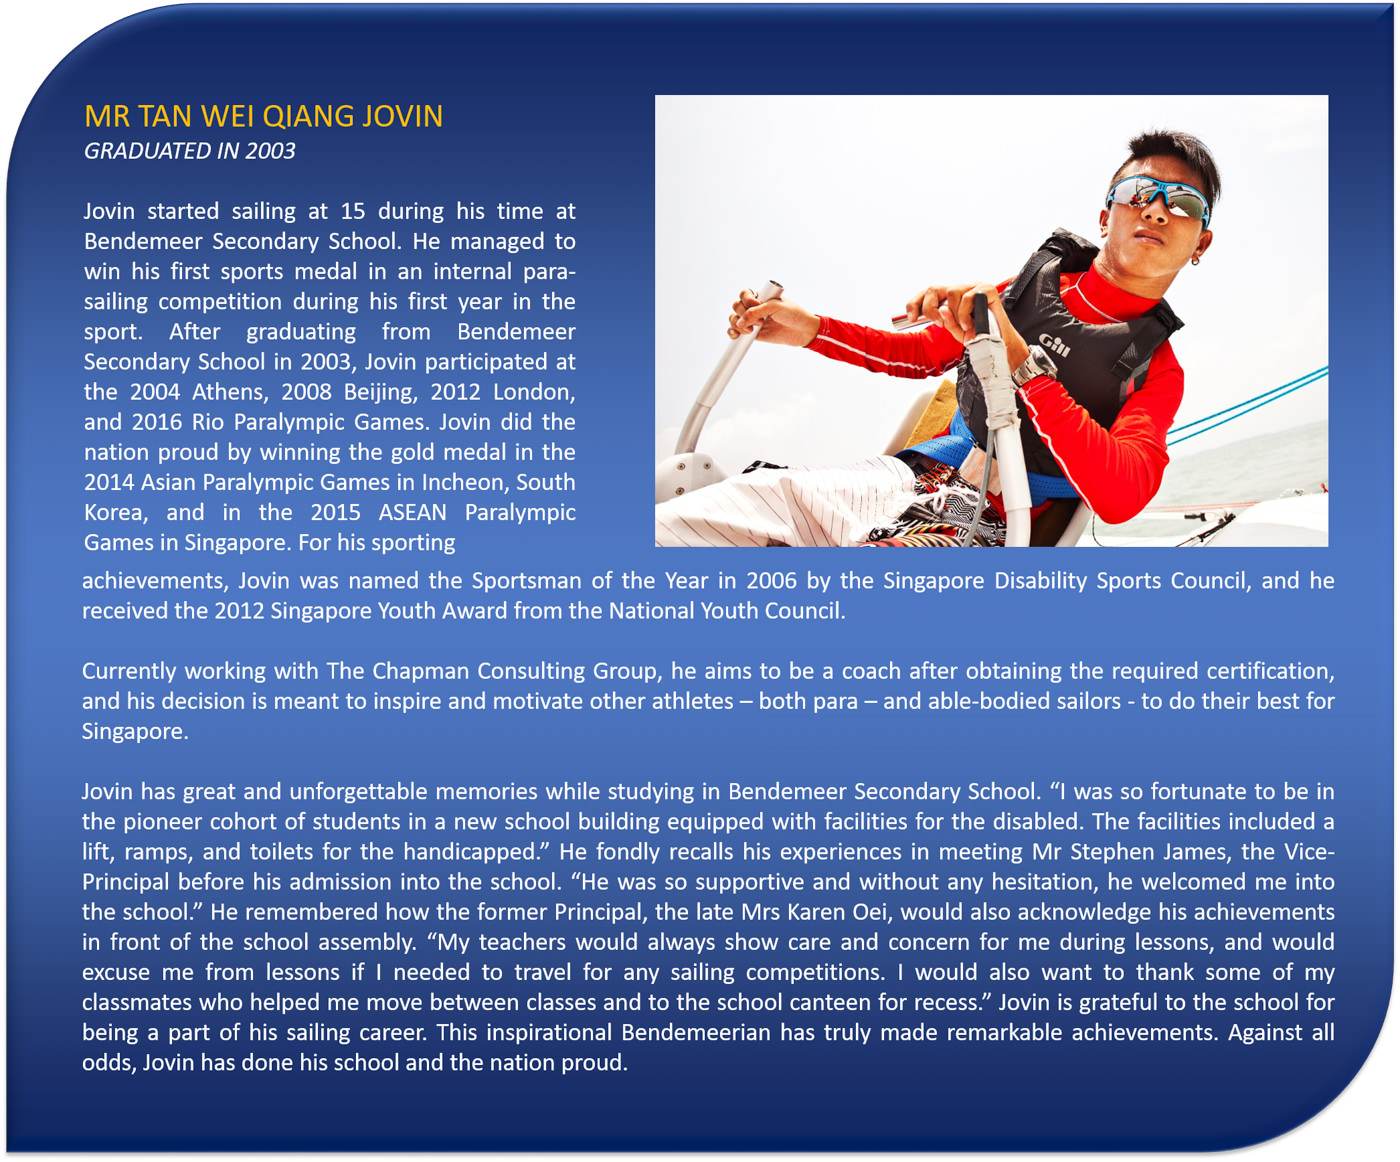 MR TAN WEI QIANG JOVIN
GRADUATED IN 2003
Jovin started sailing at 15 during his time at
Bendemeer Secondary School. He managed to
win his first sports medal in an internal para-
sailing competition during his first year in the
sport. After graduating from Bendemeer
Secondary School in 2003, Jovin participated at
the 2004 Athens, 2008 Beijing, 2012 London,
and 2016 Rio Paralympic Games. Jovin did the
nation proud by winning the gold medal in the
2014 Asian Paralympic Games in Incheon, South
Korea, and in the 2015 ASEAN Paralympic
Games in Singapore. For his sporting
Gill
achievements, Jovin was named the Sportsman of the Year in 2006 by the Singapore Disability Sports Council, and he
received the 2012 Singapore Youth Award from the National Youth Council.
Currently working with The Chapman Consulting Group, he aims to be a coach after obtaining the required certification,
and his decision is meant to inspire and motivate other athletes – both para – and able-bodied sailors - to do their best for
Singapore.
Jovin has great and unforgettable memories while studying in Bendemeer Secondary School. “I was so fortunate to be in
the pioneer cohort of students in a new school building equipped with facilities for the disabled. The facilities included a
lift, ramps, and toilets for the handicapped.” He fondly recalls his experiences in meeting Mr Stephen James, the Vice-
Principal before his admission into the school. “He was so supportive and without any hesitation, he welcomed me into
the school.” He remembered how the former Principal, the late Mrs Karen Oei, would also acknowledge his achievements
in front of the school assembly. “My teachers would always show care and concern for me during lessons, and would
excuse me from lessons if I needed to travel for any sailing competitions. I would also want to thank some of my
classmates who helped me move between classes and to the school canteen for recess.” Jovin is grateful to the school for
being a part of his sailing career. This inspirational Bendemeerian has truly made remarkable achievements. Against all
odds, Jovin has done his school and the nation proud.